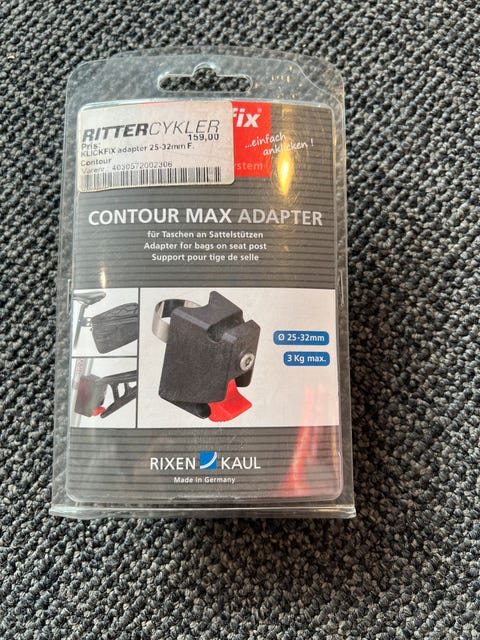 RITTERCYKLER
Pris: 159,00
KLICKFIX adapter 25-32mm F.
Contour
Varenr.: 4030572002306
fix®
...einfach
anklicken!
system
CONTOUR MAX ADAPTER
für Taschen an Sattelstützen
Adapter for bags on seat post
Support pour tige de selle
Ø 25-32mm
3 Kg max.
RIXEN KAUL
Made in Germany